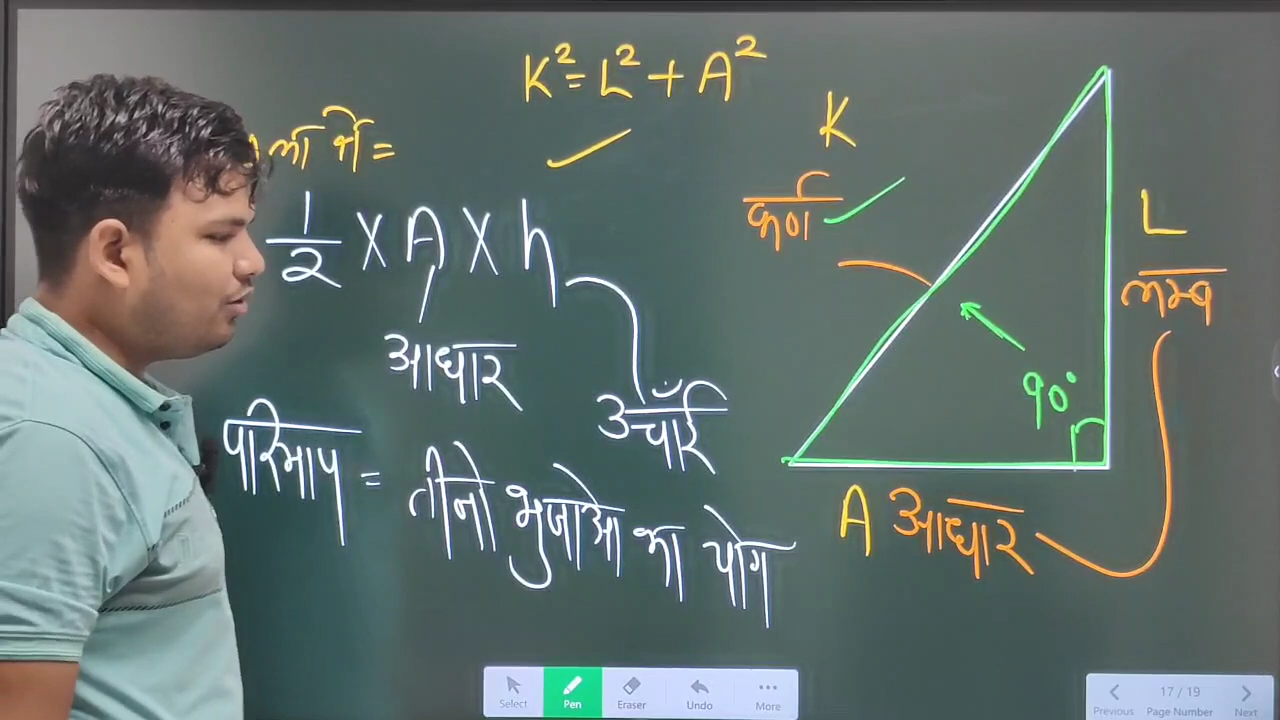 K² = L² + A²
K
कर्ण
L
लम्ब
1/2 × A × h
आधार
ऊँचाई
परिमाप = तीनो भुजाओ का योग
90°
A आधार
Select
Pen
Eraser
Undo
More
Previous
17 / 19
Page Number
Next